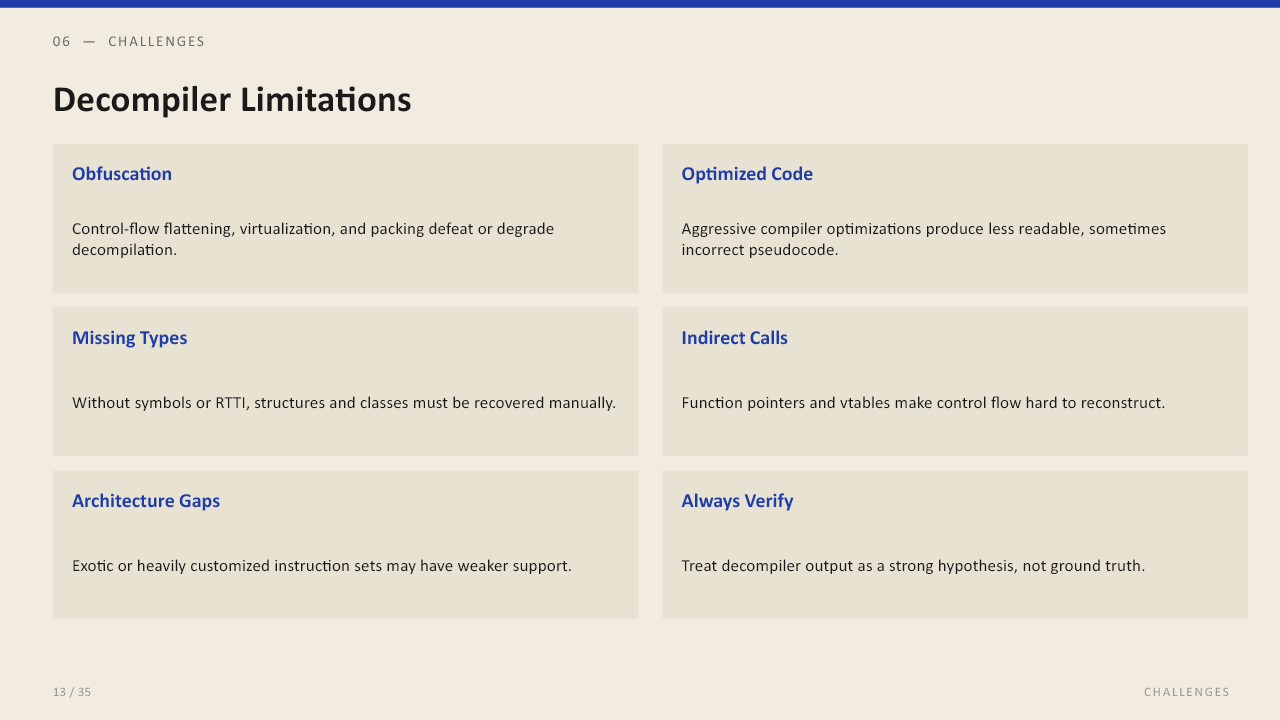 06 — CHALLENGES
Decompiler Limitations
Obfuscation
Control-flow flattening, virtualization, and packing defeat or degrade
decompilation.
Optimized Code
Aggressive compiler optimizations produce less readable, sometimes
incorrect pseudocode.
Missing Types
Without symbols or RTTI, structures and classes must be recovered manually.
Indirect Calls
Function pointers and vtables make control flow hard to reconstruct.
Architecture Gaps
Exotic or heavily customized instruction sets may have weaker support.
Always Verify
Treat decompiler output as a strong hypothesis, not ground truth.
13 / 35
CHALLENGES